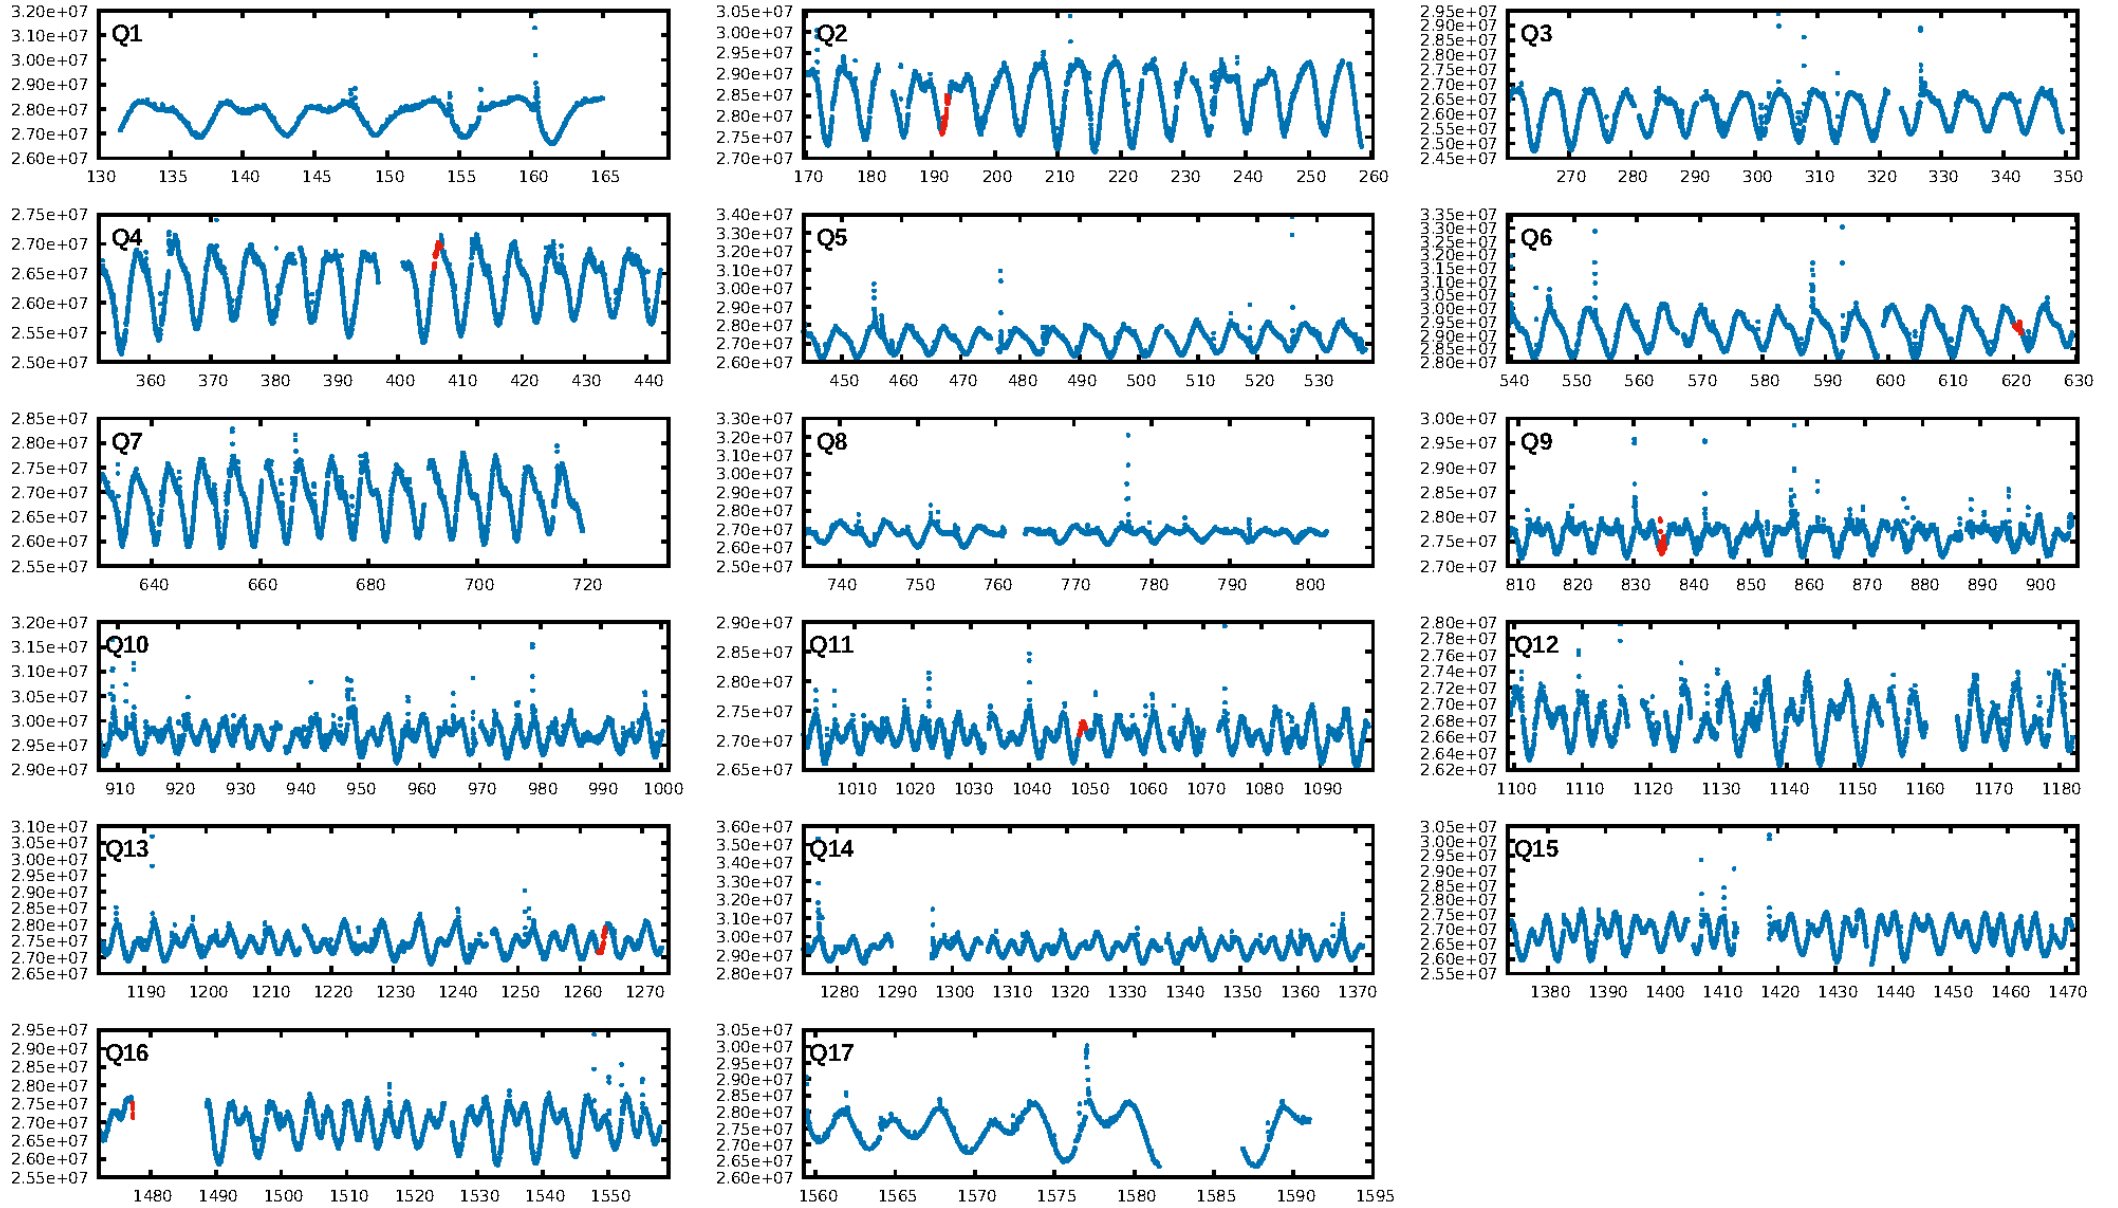 Q1
3.20e+07
3.10e+07
3.00e+07
2.90e+07
2.80e+07
2.70e+07
2.60e+07
130 135 140 145 150 155 160 165
Q2
3.05e+07
3.00e+07
2.95e+07
2.90e+07
2.85e+07
2.80e+07
2.75e+07
2.70e+07
170 180 190 200 210 220 230 240 250 260
Q3
2.95e+07
2.90e+07
2.85e+07
2.80e+07
2.75e+07
2.70e+07
2.65e+07
2.60e+07
2.55e+07
2.50e+07
2.45e+07
270 280 290 300 310 320 330 340 350
Q4
2.75e+07
2.70e+07
2.65e+07
2.60e+07
2.55e+07
2.50e+07
360 370 380 390 400 410 420 430 440
Q5
3.40e+07
3.30e+07
3.20e+07
3.10e+07
3.00e+07
2.90e+07
2.80e+07
2.70e+07
2.60e+07
450 460 470 480 490 500 510 520 530
Q6
3.35e+07
3.30e+07
3.25e+07
3.20e+07
3.15e+07
3.10e+07
3.05e+07
3.00e+07
2.95e+07
2.90e+07
2.85e+07
2.80e+07
540 550 560 570 580 590 600 610 620 630
Q7
2.85e+07
2.80e+07
2.75e+07
2.70e+07
2.65e+07
2.60e+07
2.55e+07
640 660 680 700 720
Q8
3.30e+07
3.20e+07
3.10e+07
3.00e+07
2.90e+07
2.80e+07
2.70e+07
2.60e+07
2.50e+07
740 750 760 770 780 790 800
Q9
3.00e+07
2.95e+07
2.90e+07
2.85e+07
2.80e+07
2.75e+07
2.70e+07
810 820 830 840 850 860 870 880 890 900
Q10
3.20e+07
3.15e+07
3.10e+07
3.05e+07
3.00e+07
2.95e+07
2.90e+07
910 920 930 940 950 960 970 980 990 1000
Q11
2.90e+07
2.85e+07
2.80e+07
2.75e+07
2.70e+07
2.65e+07
1010 1020 1030 1040 1050 1060 1070 1080 1090
Q12
2.80e+07
2.78e+07
2.76e+07
2.74e+07
2.72e+07
2.70e+07
2.68e+07
2.66e+07
2.64e+07
2.62e+07
1100 1110 1120 1130 1140 1150 1160 1170 1180
Q13
3.10e+07
3.05e+07
3.00e+07
2.95e+07
2.90e+07
2.85e+07
2.80e+07
2.75e+07
2.70e+07
2.65e+07
1190 1200 1210 1220 1230 1240 1250 1260 1270
Q14
3.60e+07
3.50e+07
3.40e+07
3.30e+07
3.20e+07
3.10e+07
3.00e+07
2.90e+07
2.80e+07
1280 1290 1300 1310 1320 1330 1340 1350 1360 1370
Q15
3.05e+07
3.00e+07
2.95e+07
2.90e+07
2.85e+07
2.80e+07
2.75e+07
2.70e+07
2.65e+07
2.60e+07
2.55e+07
1380 1390 1400 1410 1420 1430 1440 1450 1460 1470
Q16
2.95e+07
2.90e+07
2.85e+07
2.80e+07
2.75e+07
2.70e+07
2.65e+07
2.60e+07
2.55e+07
1480 1490 1500 1510 1520 1530 1540 1550
Q17
3.05e+07
3.00e+07
2.95e+07
2.90e+07
2.85e+07
2.80e+07
2.75e+07
2.70e+07
2.65e+07
2.60e+07
1560 1565 1570 1575 1580 1585 1590 1595